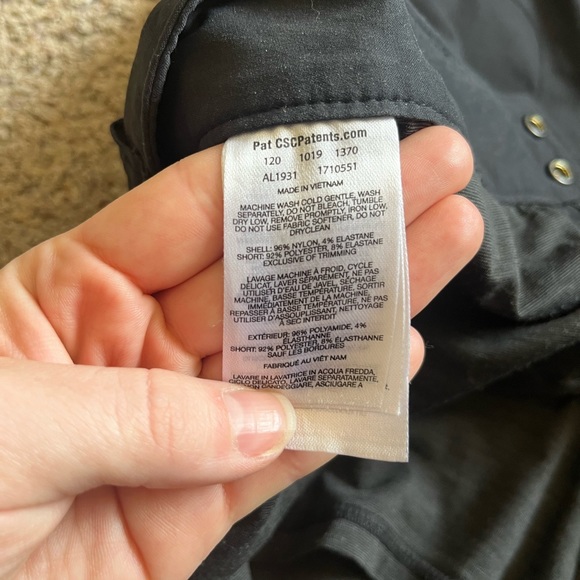 Pat CSCPatents.com
120 1019 1370
AL1931 1710551
MADE IN VIETNAM
MACHINE WASH COLD GENTLE, WASH
SEPARATELY, DO NOT BLEACH, TUMBLE
DRY LOW, REMOVE PROMPTLY, IRON LOW,
DO NOT USE FABRIC SOFTENER, DO NOT
DRYCLEAN
SHELL: 96% NYLON, 4% ELASTANE
SHORT: 92% POLYESTER, 8% ELASTANE
EXCLUSIVE OF TRIMMING
LAVAGE MACHINE À FROID, CYCLE
DÉLICAT, LAVER SÉPARÉMENT, NE PAS
UTILISER D'EAU DE JAVEL, SÉCHAGE
MACHINE, BASSE TEMPÉRATURE, SORTIR
IMMÉDIATEMENT DE LA MACHINE,
REPASSER À BASSE TEMPÉRATURE, NE PAS
UTILISER D'ASSOUPLISSANT, NETTOYAGE
À SEC INTERDIT
EXTÉRIEUR: 96% POLYAMIDE, 4%
ÉLASTHANNE
SHORT: 92% POLYESTER, 8% ÉLASTHANNE
SAUF LES BORDURES
FABRIQUÉ AU VIÊT NAM
LAVARE IN LAVATRICE IN ACQUA FREDDA,
CICLO DELICATO, LAVARE SEPARATAMENTE,
CANDEGGIARE, ASCIUGARE A